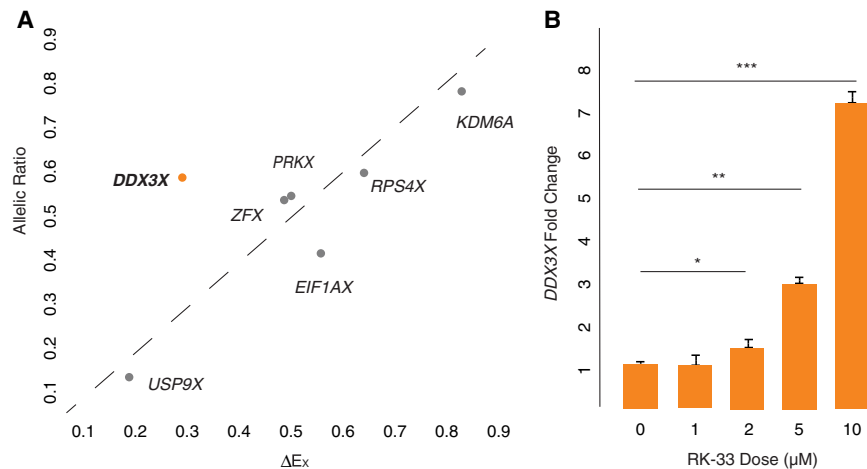 A
Allelic Ratio
0.9
0.8
0.7
0.6
0.5
0.4
0.3
0.2
0.1
KDM6A
PRKX
DDX3X
RPS4X
ZFX
EIF1AX
USP9X
0.1 0.2 0.3 0.4 0.5 0.6 0.7 0.8 0.9
ΔEx
B
DDX3X Fold Change
8
7
6
5
4
3
2
1
***
**
*
0 1 2 5 10
RK-33 Dose (µM)